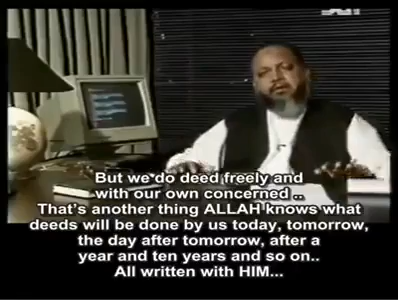 But we do deed freely and
with our own concerned ..
That's another thing ALLAH knows what
deeds will be done by us today, tomorrow,
the day after tomorrow, after a
year and ten years and so on..
All written with HIM...